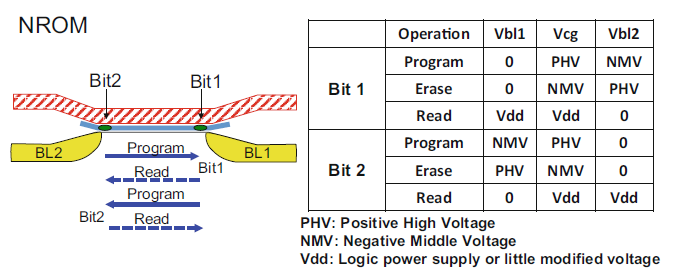 NROM
Bit2 Bit1
BL2 BL1
Program
Read Bit1
Program
Bit2 Read
Operation Vbl1 Vcg Vbl2
Bit 1
Program 0 PHV NMV
Erase 0 NMV PHV
Read Vdd Vdd 0
Bit 2
Program NMV PHV 0
Erase PHV NMV 0
Read 0 Vdd Vdd
PHV: Positive High Voltage
NMV: Negative Middle Voltage
Vdd: Logic power supply or little modified voltage